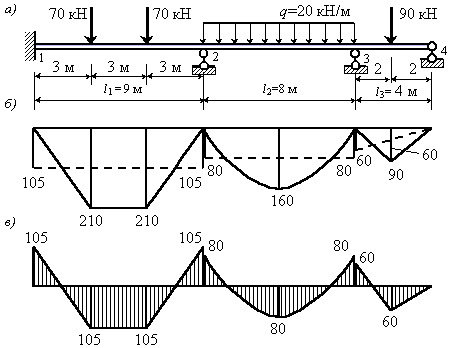 а)
70 кН 70 кН q=20 кН/м 90 кН
1 2 3 4
3 м 3 м 3 м 2 2
l₁=9 м l₂=8 м l₃= 4 м
б)
105 105 80 80 60 60
210 210 160 90
в)
105 105 80 80 60
105 105 80 60